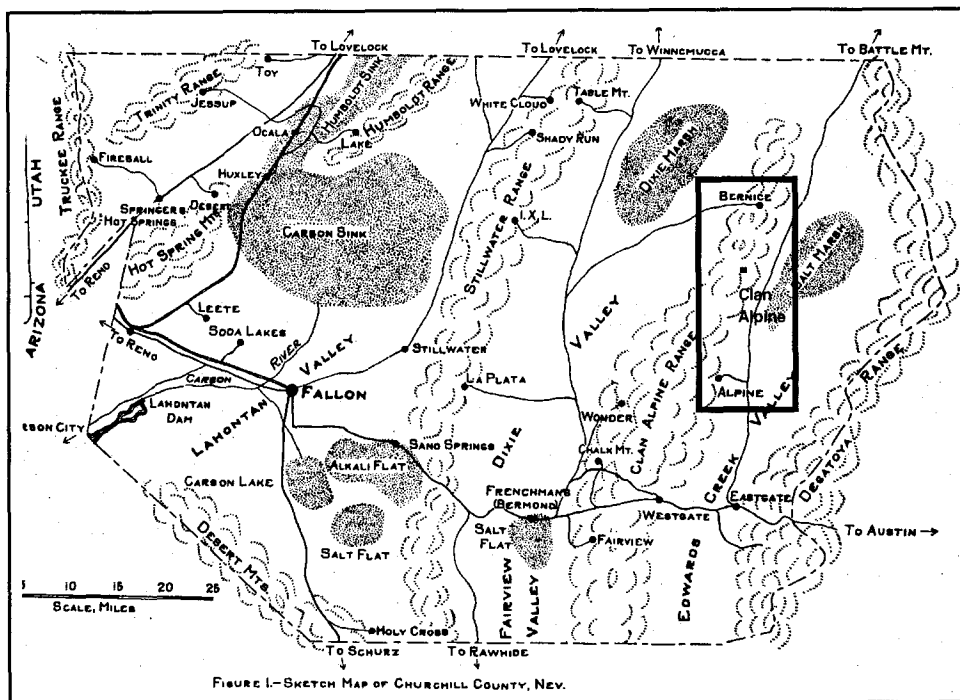 To Lovelock
To Lovelock
To Winnemucca
To Battle Mt.
Toy
Trinity Range
Jessup
Humboldt Sink
Humboldt Range
Ocala
Lake
White Cloud
Table Mt.
Shady Run
Truckee Range
UTAH
Fireball
Huxley
Desert
Springers
Hot Springs
Hot Spring Mts.
Carson Sink
Dixie Marsh
Stillwater Range
I.X.L.
Bernice
Salt Marsh
To Reno
ARIZONA
Leete
Soda Lakes
To Reno
River
Valley
Stillwater
Valley
Clan
Alpine
Carson
Fallon
La Plata
Clan Alpine Range
Alpine
Valley
Range
Lahontan
Dam
Lahontan
Wonder
RSON CITY
Sand Springs
Dixie
Chalk Mt.
Alkali Flat
Carson Lake
Frenchmans
(Bermond)
Creek
Eastgate
Westgate
Desatoya
Salt
Flat
To Austin
Salt Flat
Fairview
Desert Mts.
Fairview
Valley
Edwards
5 10 15 20 25
Scale, Miles
Holy Cross
To Schurz
To Rawhide
Figure 1.–Sketch Map of Churchill County, Nev.